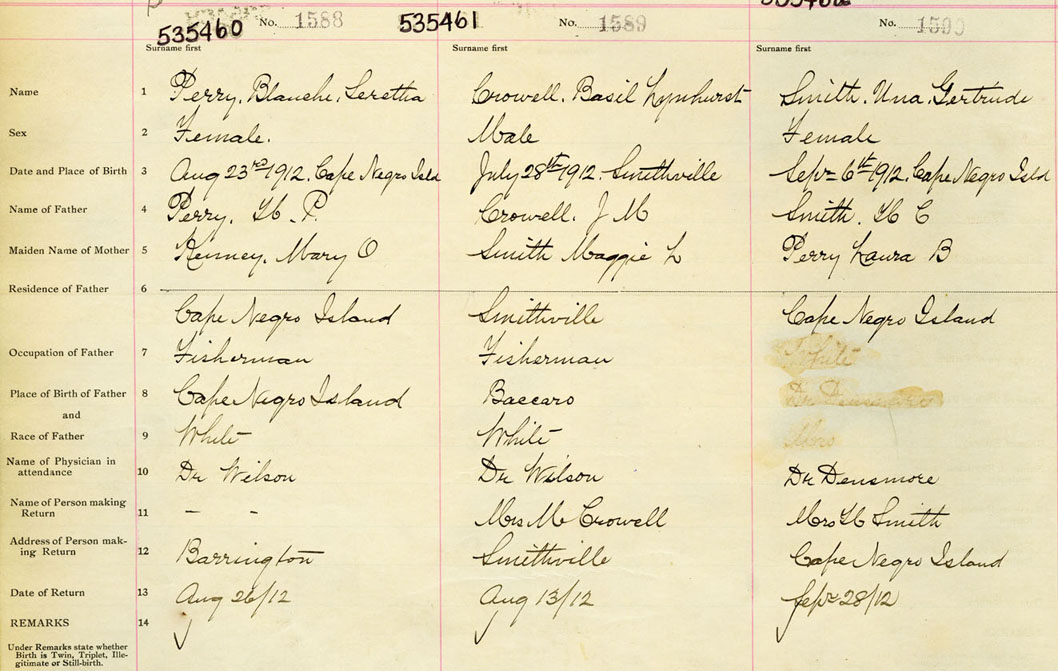 535460 No. 1588 535461 No. 1589 No. 1590
Surname first Surname first Surname first
Name 1 Perry, Blanche, Seretha Crowell. Basil Lynnhurst Smith. Una. Gertrude
Sex 2 Female. Male Female
Date and Place of Birth 3 Aug 23rd 1912. Cape Negro Isld July 28th 1912. Smithville Sept 6th 1912. Cape Negro Isld
Name of Father 4 Perry, P. Crowell. J M Smith. C
Maiden Name of Mother 5 Kenney, Mary O Smith Maggie L Perry Laura B
Residence of Father 6
Cape Negro Island Smithville Cape Negro Island
Occupation of Father 7 Fisherman Fisherman
Place of Birth of Father 8 Cape Negro Island Baccaro
and
Race of Father 9 White White
Name of Physician in
attendance 10 Dr Wilson Dr Wilson Dr Densmore
Name of Person making
Return 11 - - Mrs M Crowell Mrs Smith
Address of Person mak-
ing Return 12 Barrington Smithville Cape Negro Island
Date of Return 13 Aug 26/12 Aug 13/12 Sept 28/12
REMARKS 14
Under Remarks state whether
Birth is Twin, Triplet, Ille-
gitimate or Still-birth.